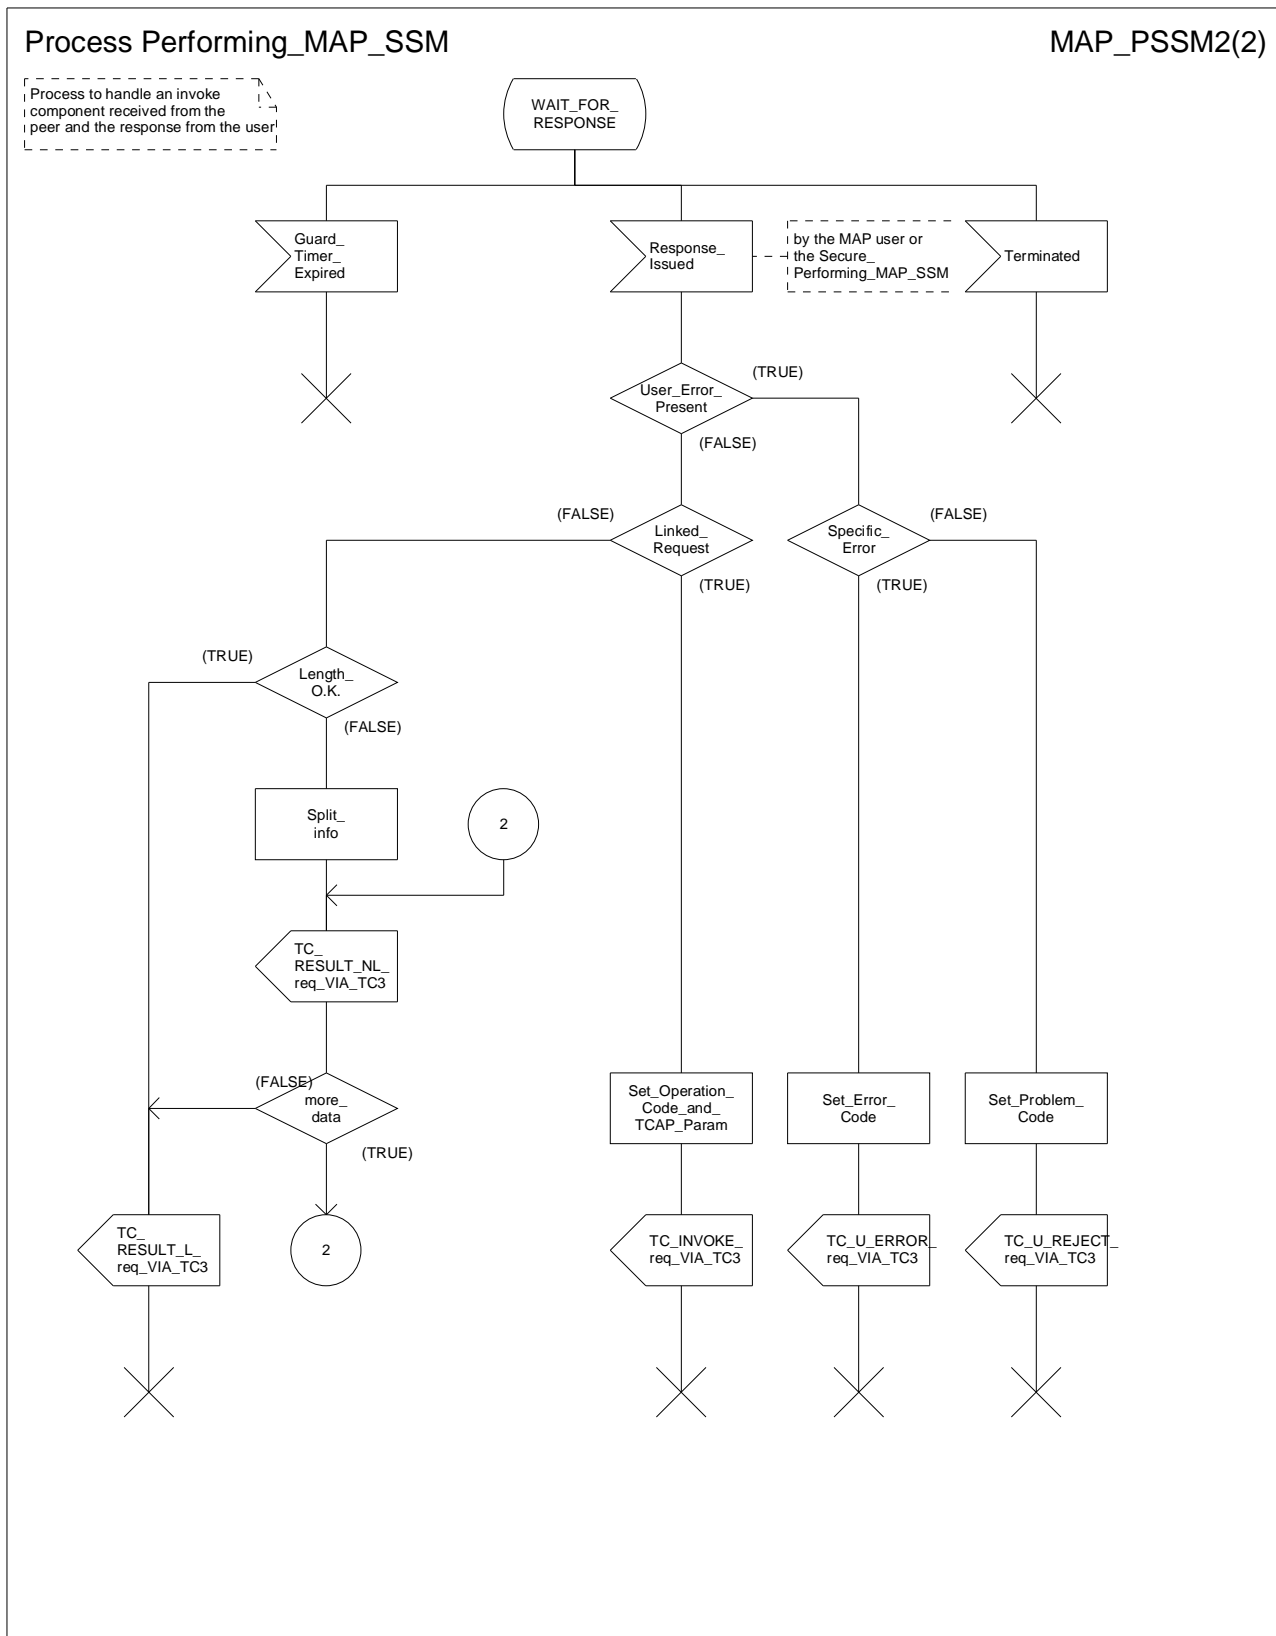 Process Performing_MAP_SSM
MAP_PSSM2(2)
Process to handle an invoke
component received from the
peer and the response from the user
WAIT_FOR_
RESPONSE
Guard_
Timer_
Expired
Response_
Issued
by the MAP user or
the Secure_
Performing_MAP_SSM
Terminated
User_Error_
Present
(TRUE)
(FALSE)
(FALSE)
Linked_
Request
(TRUE)
Specific_
Error
(FALSE)
(TRUE)
(TRUE)
Length_
O.K.
(FALSE)
Split_
info
2
TC_
RESULT_NL_
req_VIA_TC3
(FALSE)
more_
data
(TRUE)
Set_Operation_
Code_and_
TCAP_Param
Set_Error_
Code
Set_Problem_
Code
TC_
RESULT_L_
req_VIA_TC3
2
TC_INVOKE_
req_VIA_TC3
TC_U_ERROR_
req_VIA_TC3
TC_U_REJECT_
req_VIA_TC3